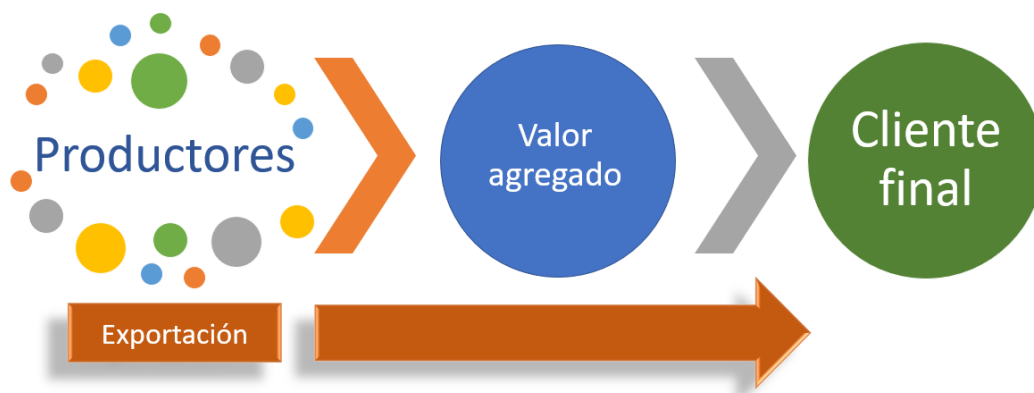 Productores
Valor
agregado
Cliente
final
Exportación